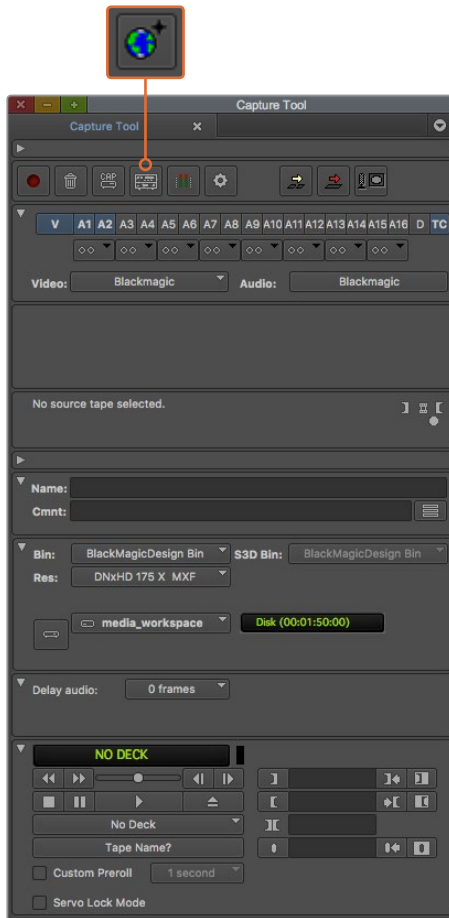 Capture Tool
Capture Tool
CAP
V A1 A2 A3 A4 A5 A6 A7 A8 A9 A10 A11 A12 A13 A14 A15 A16 D TC
Video: Blackmagic Audio: Blackmagic
No source tape selected.
Name:
Cmnt:
Bin: BlackMagicDesign Bin S3D Bin: BlackMagicDesign Bin
Res: DNxHD 175 X MXF
media_workspace Disk (00:01:50:00)
Delay audio: 0 frames
NO DECK
No Deck
Tape Name?
Custom Preroll 1 second
Servo Lock Mode